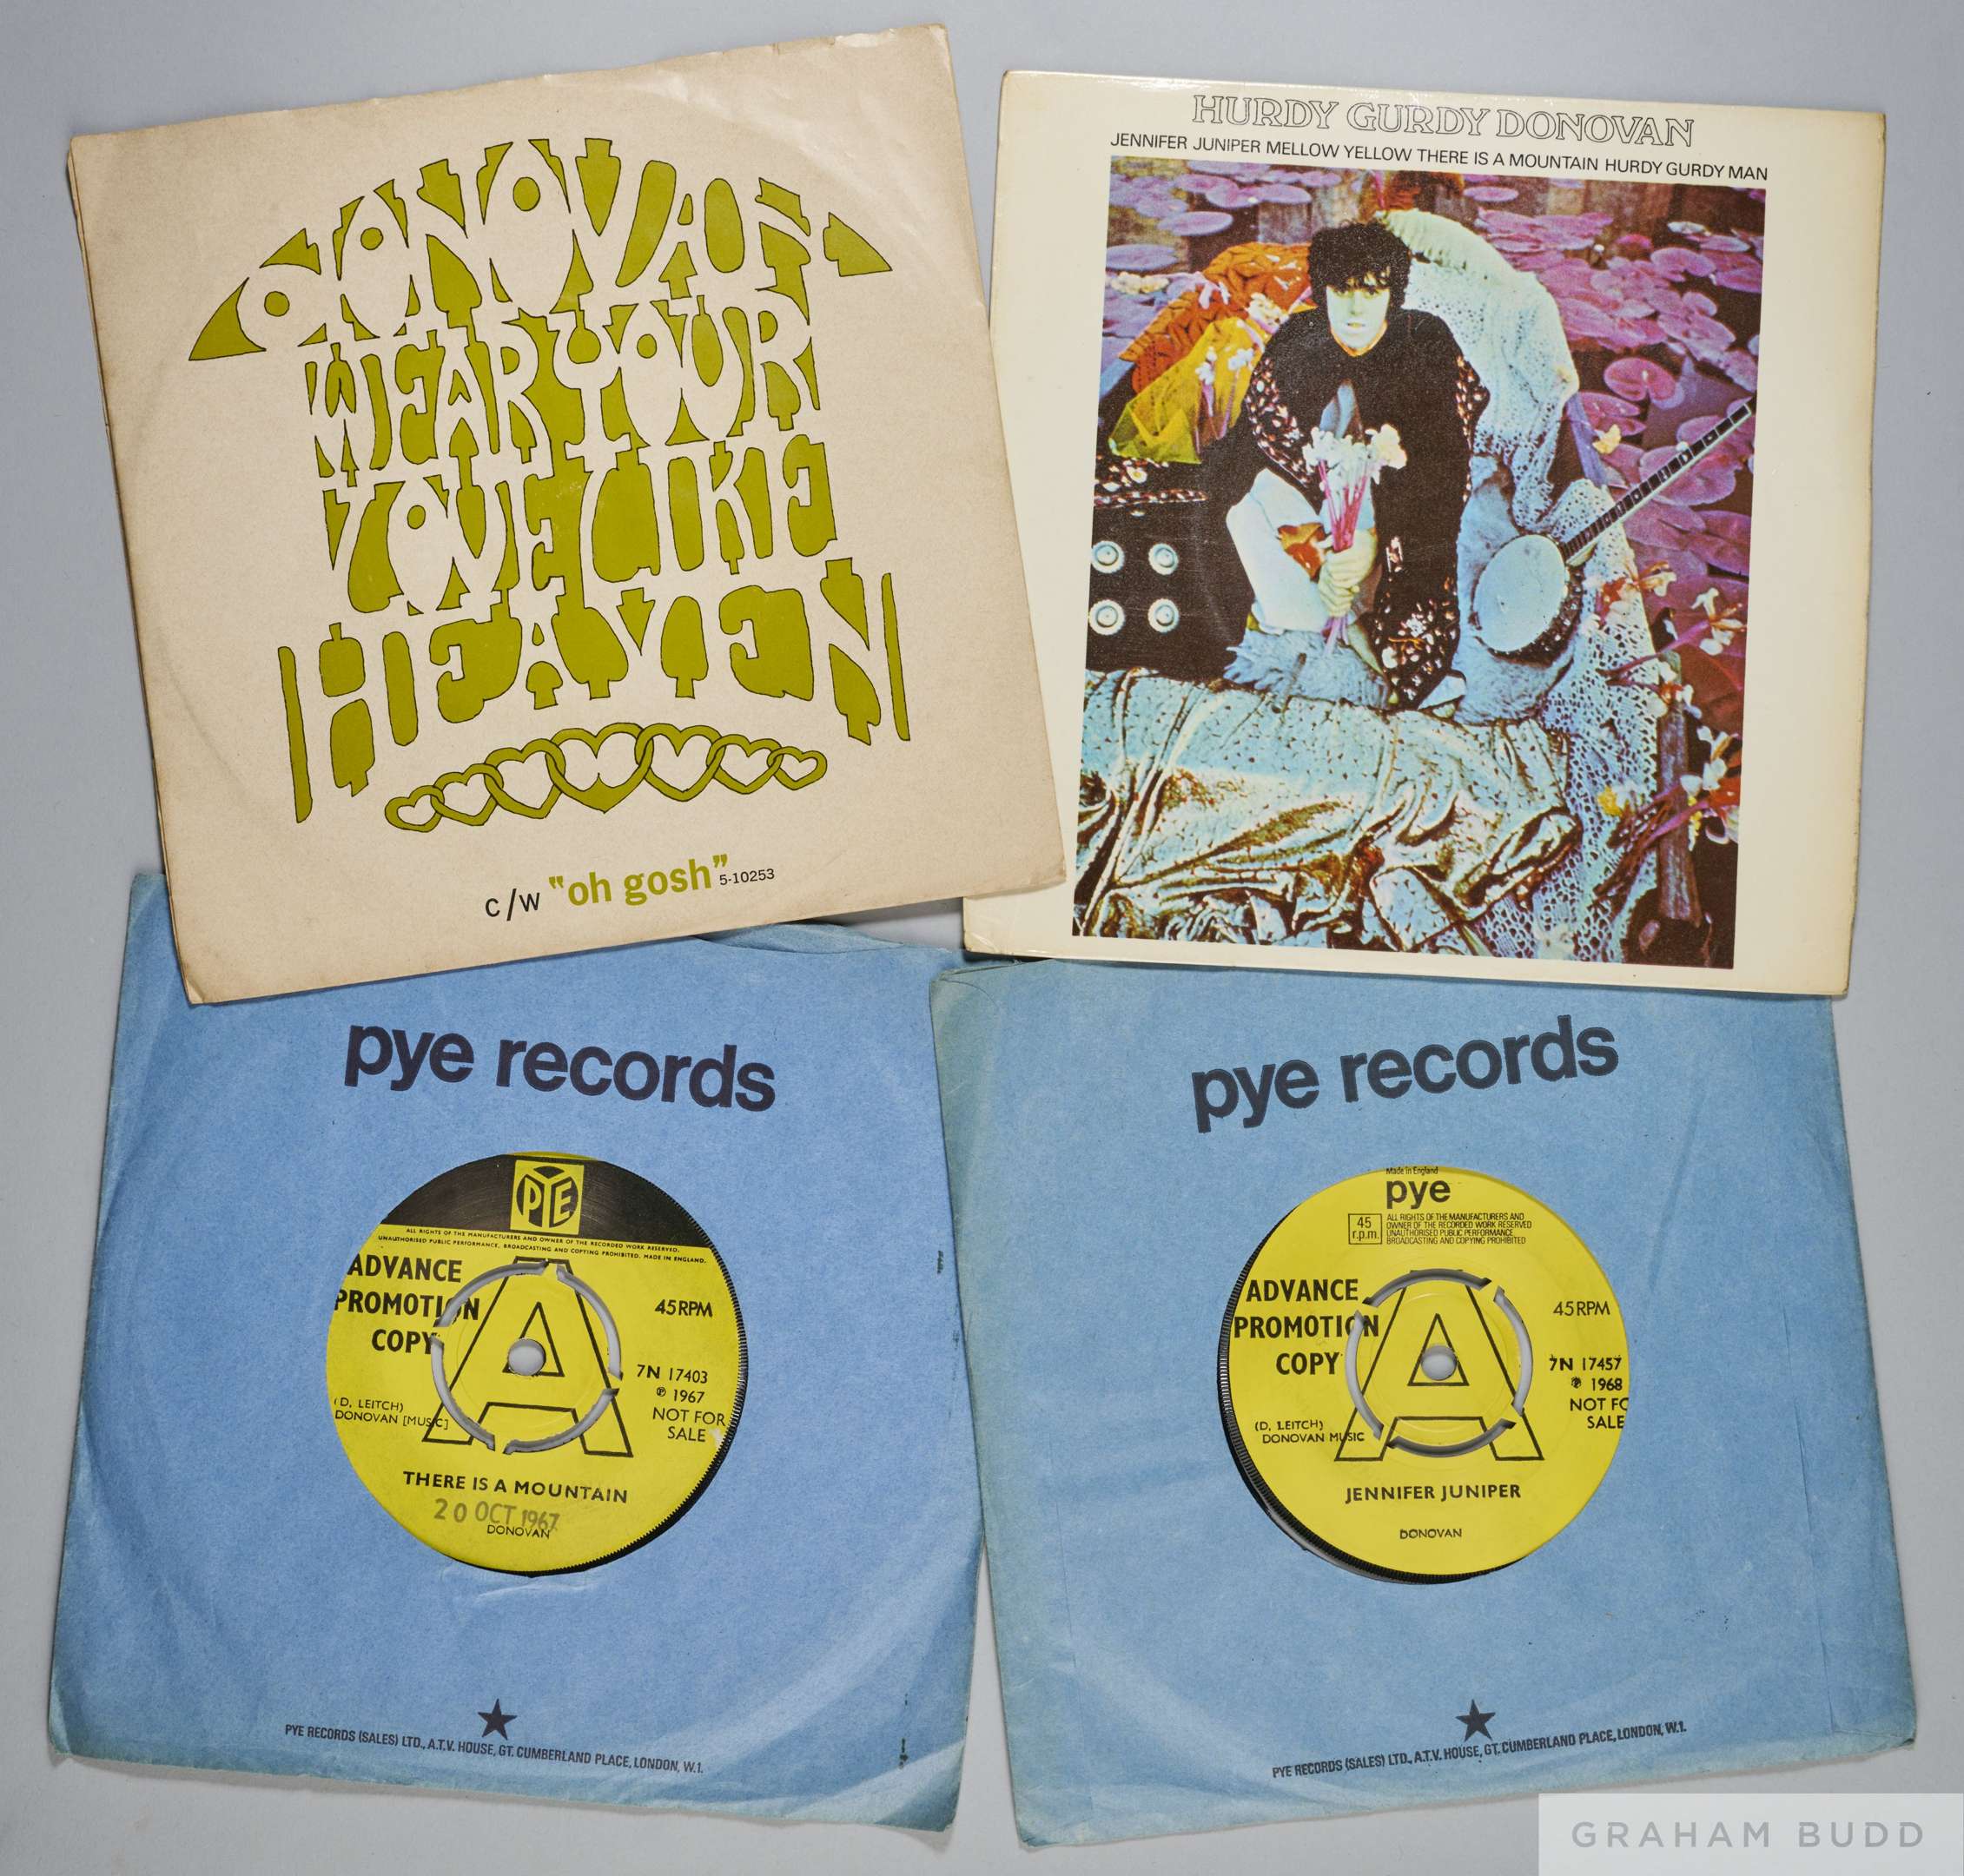 DONOVAN
WEAR YOUR
LOVE LIKE
HEAVEN
c/w "oh gosh" 5-10253
HURDY GURDY DONOVAN
JENNIFER JUNIPER MELLOW YELLOW THERE IS A MOUNTAIN HURDY GURDY MAN
pye records
PYE
ALL RIGHTS OF THE MANUFACTURERS AND OWNER OF THE RECORDED WORK RESERVED.
UNAUTHORISED PUBLIC PERFORMANCE, BROADCASTING AND COPYING PROHIBITED. MADE IN ENGLAND.
ADVANCE
PROMOTION
COPY
A
45 RPM
7N 17403
℗ 1967
NOT FOR
SALE
(D. LEITCH)
DONOVAN [MUSIC]
THERE IS A MOUNTAIN
20 OCT 1967
DONOVAN
PYE RECORDS (SALES) LTD., A.T.V. HOUSE, GT. CUMBERLAND PLACE, LONDON, W.1.
pye records
Made in England
pye
45
r.p.m.
ALL RIGHTS OF THE MANUFACTURERS AND
OWNER OF THE RECORDED WORK RESERVED
UNAUTHORISED PUBLIC PERFORMANCE
BROADCASTING AND COPYING PROHIBITED
ADVANCE
PROMOTION
COPY
A
45 RPM
7N 17457
℗ 1968
NOT FO
SALE
(D. LEITCH)
DONOVAN MUSIC
JENNIFER JUNIPER
DONOVAN
PYE RECORDS (SALES) LTD., A.T.V. HOUSE, GT. CUMBERLAND PLACE, LONDON, W.1.
GRAHAM BUDD